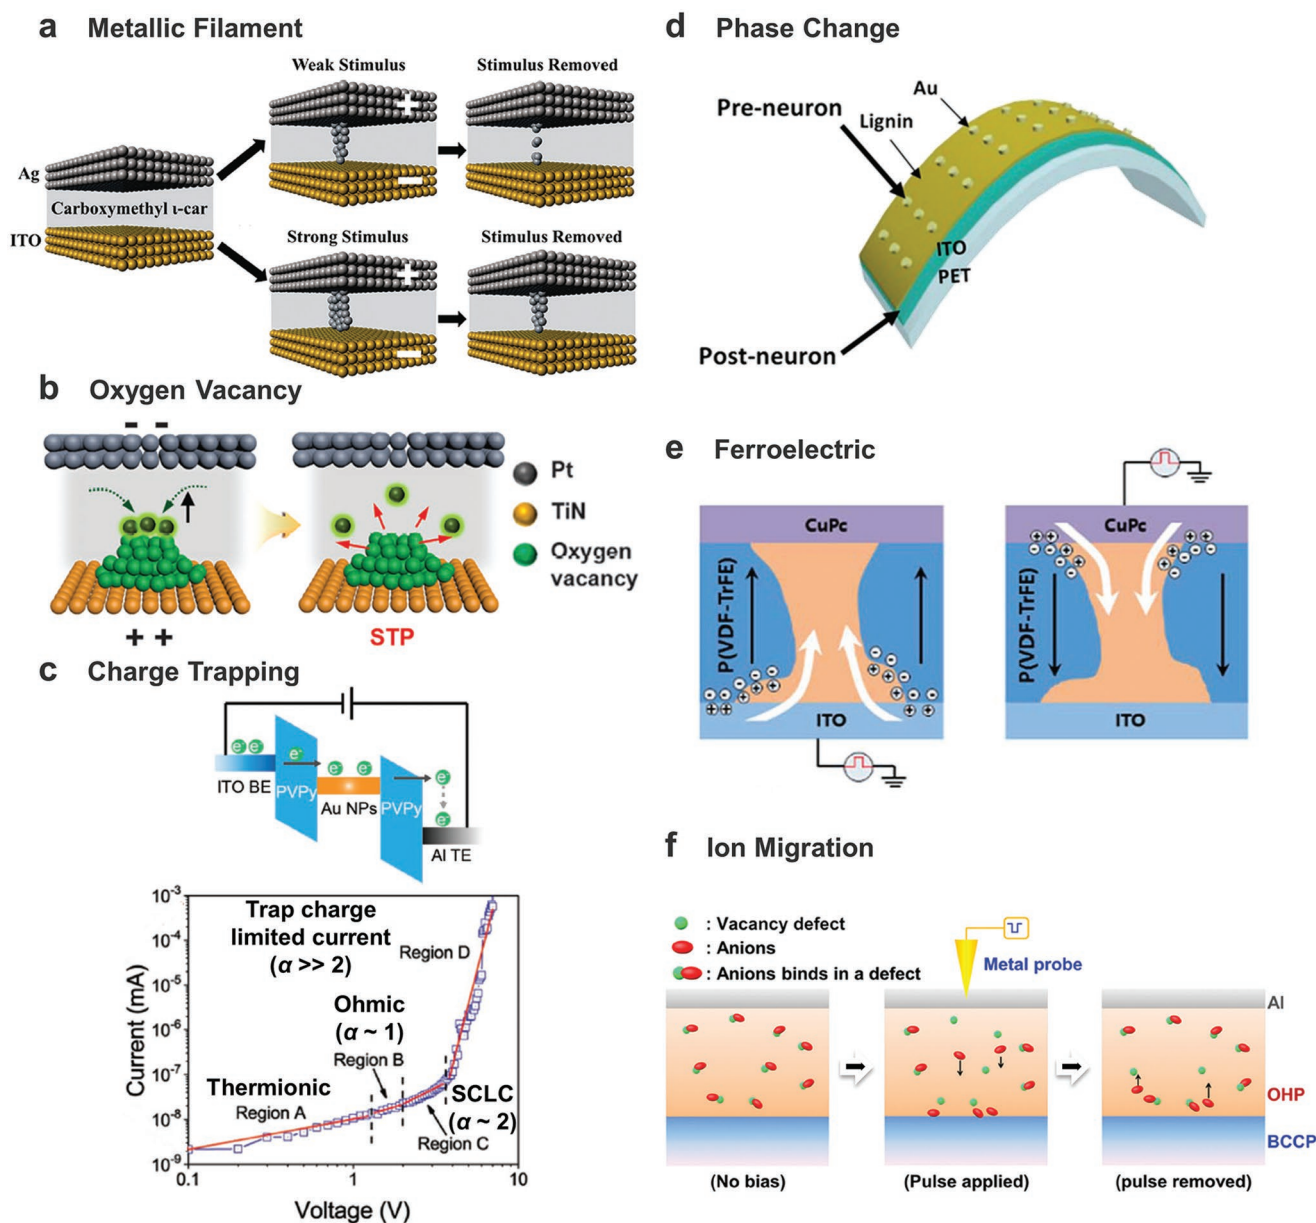 a Metallic Filament
Weak Stimulus
Stimulus Removed
+
−
Ag
Carboxymethyl ι-car
ITO
Strong Stimulus
Stimulus Removed
+
−
b Oxygen Vacancy
- -
Pt
TiN
Oxygen
vacancy
+ +
STP
c Charge Trapping
e⁻ e⁻
e⁻
e⁻ e⁻
e⁻
e⁻
ITO BE
PVPy
Au NPs
PVPy
Al TE
Current (mA)
10⁻³
10⁻⁴
10⁻⁵
10⁻⁶
10⁻⁷
10⁻⁸
10⁻⁹
Trap charge
limited current
(α >> 2)
Region D
Ohmic
(α ~ 1)
Region B
Thermionic
Region A
SCLC
(α ~ 2)
Region C
0.1
1
10
Voltage (V)
d Phase Change
Au
Pre-neuron
Lignin
ITO
PET
Post-neuron
e Ferroelectric
CuPc
P(VDF-TrFE)
ITO
CuPc
P(VDF-TrFE)
ITO
f Ion Migration
: Vacancy defect
: Anions
: Anions binds in a defect
Metal probe
Al
OHP
BCCP
(No bias)
(Pulse applied)
(pulse removed)